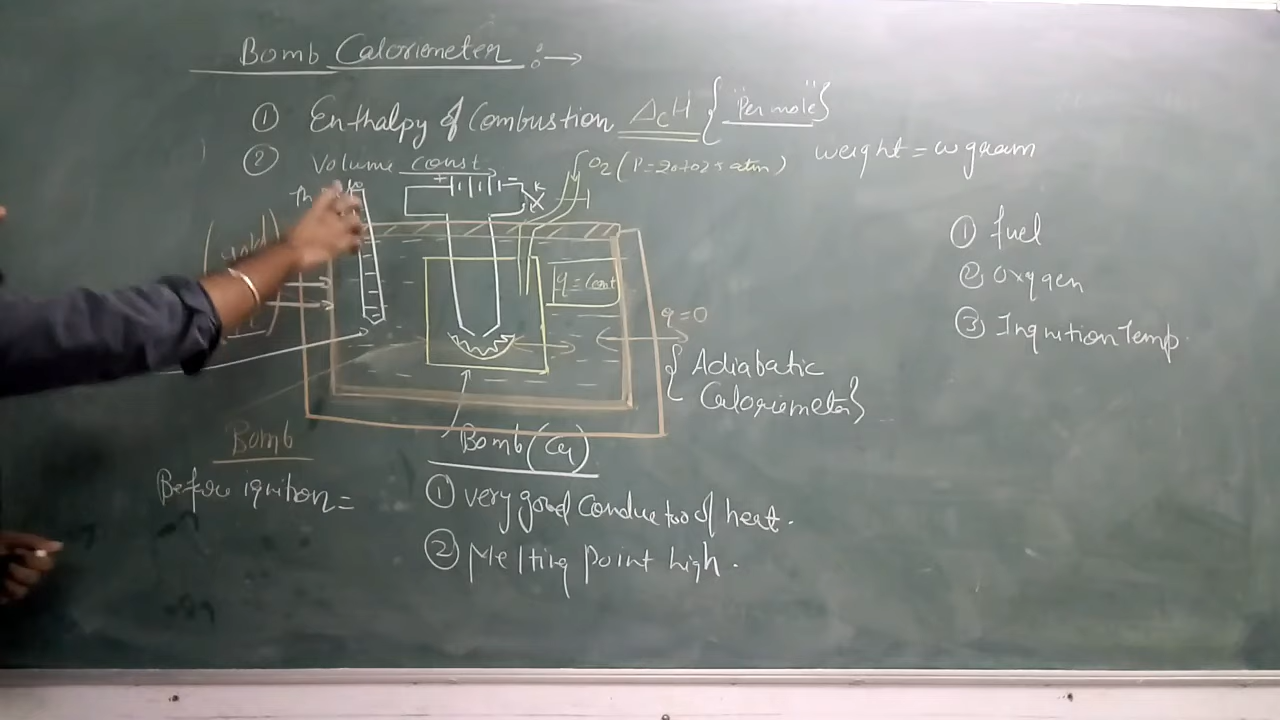 Bomb Calorimeter :→
① Enthalpy of Combustion ΔcH { "Per mole" }
② Volume const.
O2 (P = 20 to 25 atm)
weight = w gram
+ -
K
q = const
q = 0
{ Adiabatic
Calorimeter }
① fuel
② Oxygen
③ Ingnition Temp.
Bomb
Before ignition =
Bomb
① very good conductor of heat.
② Melting point high.